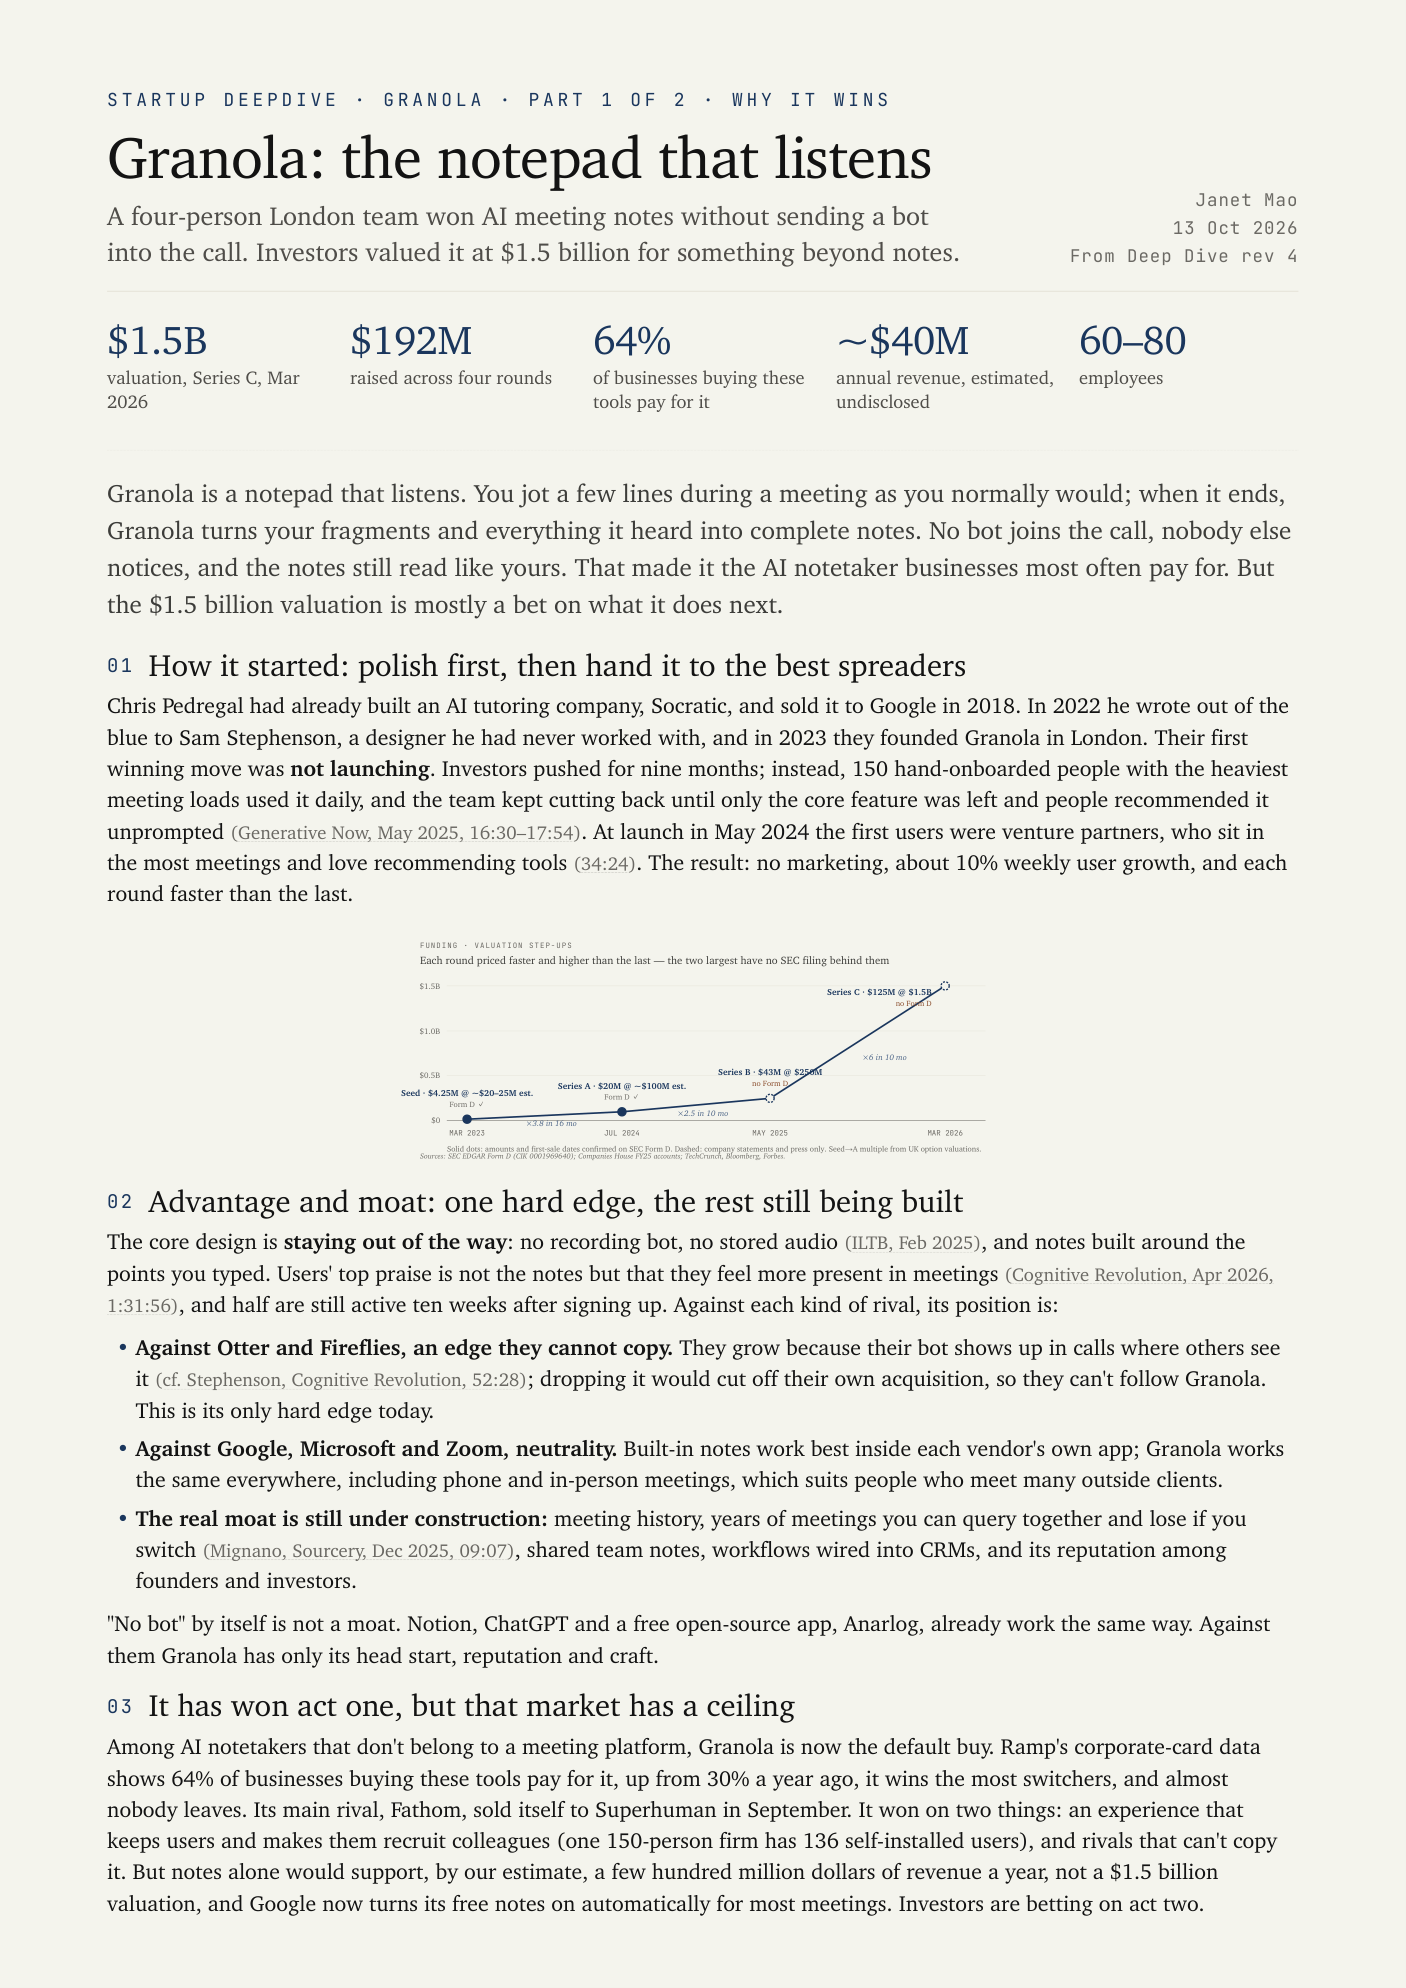 STARTUP DEEPDIVE · GRANOLA · PART 1 OF 2 · WHY IT WINS
Granola: the notepad that listens
A four-person London team won AI meeting notes without sending a bot
into the call. Investors valued it at $1.5 billion for something beyond notes.
Janet Mao
13 Oct 2026
From Deep Dive rev 4
$1.5B
valuation, Series C, Mar
2026
$192M
raised across four rounds
64%
of businesses buying these
tools pay for it
~$40M
annual revenue, estimated,
undisclosed
60–80
employees
Granola is a notepad that listens. You jot a few lines during a meeting as you normally would; when it ends,
Granola turns your fragments and everything it heard into complete notes. No bot joins the call, nobody else
notices, and the notes still read like yours. That made it the AI notetaker businesses most often pay for. But
the $1.5 billion valuation is mostly a bet on what it does next.
01 How it started: polish first, then hand it to the best spreaders
Chris Pedregal had already built an AI tutoring company, Socratic, and sold it to Google in 2018. In 2022 he wrote out of the
blue to Sam Stephenson, a designer he had never worked with, and in 2023 they founded Granola in London. Their first
winning move was not launching. Investors pushed for nine months; instead, 150 hand-onboarded people with the heaviest
meeting loads used it daily, and the team kept cutting back until only the core feature was left and people recommended it
unprompted (Generative Now, May 2025, 16:30–17:54). At launch in May 2024 the first users were venture partners, who sit in
the most meetings and love recommending tools (34:24). The result: no marketing, about 10% weekly user growth, and each
round faster than the last.
FUNDING · VALUATION STEP-UPS
Each round priced faster and higher than the last — the two largest have no SEC filing behind them
$1.5B
$1.0B
$0.5B
$0
Seed · $4.25M @ ~$20–25M est.
Form D ✓
×3.8 in 16 mo
Series A · $20M @ ~$100M est.
Form D ✓
×2.5 in 10 mo
Series B · $43M @ $250M
no Form D
×6 in 10 mo
Series C · $125M @ $1.5B
no Form D
MAR 2023
JUL 2024
MAY 2025
MAR 2026
Solid dots: amounts and first-sale dates confirmed on SEC Form D. Dashed: company statements and press only. Seed→A multiple from UK option valuations.
Sources: SEC EDGAR Form D (CIK 0001969640); Companies House FY25 accounts; TechCrunch, Bloomberg, Forbes.
02 Advantage and moat: one hard edge, the rest still being built
The core design is staying out of the way: no recording bot, no stored audio (ILTB, Feb 2025), and notes built around the
points you typed. Users' top praise is not the notes but that they feel more present in meetings (Cognitive Revolution, Apr 2026,
1:31:56), and half are still active ten weeks after signing up. Against each kind of rival, its position is:
• Against Otter and Fireflies, an edge they cannot copy. They grow because their bot shows up in calls where others see
it (cf. Stephenson, Cognitive Revolution, 52:28); dropping it would cut off their own acquisition, so they can't follow Granola.
This is its only hard edge today.
• Against Google, Microsoft and Zoom, neutrality. Built-in notes work best inside each vendor's own app; Granola works
the same everywhere, including phone and in-person meetings, which suits people who meet many outside clients.
• The real moat is still under construction: meeting history, years of meetings you can query together and lose if you
switch (Mignano, Sourcery, Dec 2025, 09:07), shared team notes, workflows wired into CRMs, and its reputation among
founders and investors.
"No bot" by itself is not a moat. Notion, ChatGPT and a free open-source app, Anarlog, already work the same way. Against
them Granola has only its head start, reputation and craft.
03 It has won act one, but that market has a ceiling
Among AI notetakers that don't belong to a meeting platform, Granola is now the default buy. Ramp's corporate-card data
shows 64% of businesses buying these tools pay for it, up from 30% a year ago, it wins the most switchers, and almost
nobody leaves. Its main rival, Fathom, sold itself to Superhuman in September. It won on two things: an experience that
keeps users and makes them recruit colleagues (one 150-person firm has 136 self-installed users), and rivals that can't copy
it. But notes alone would support, by our estimate, a few hundred million dollars of revenue a year, not a $1.5 billion
valuation, and Google now turns its free notes on automatically for most meetings. Investors are betting on act two.